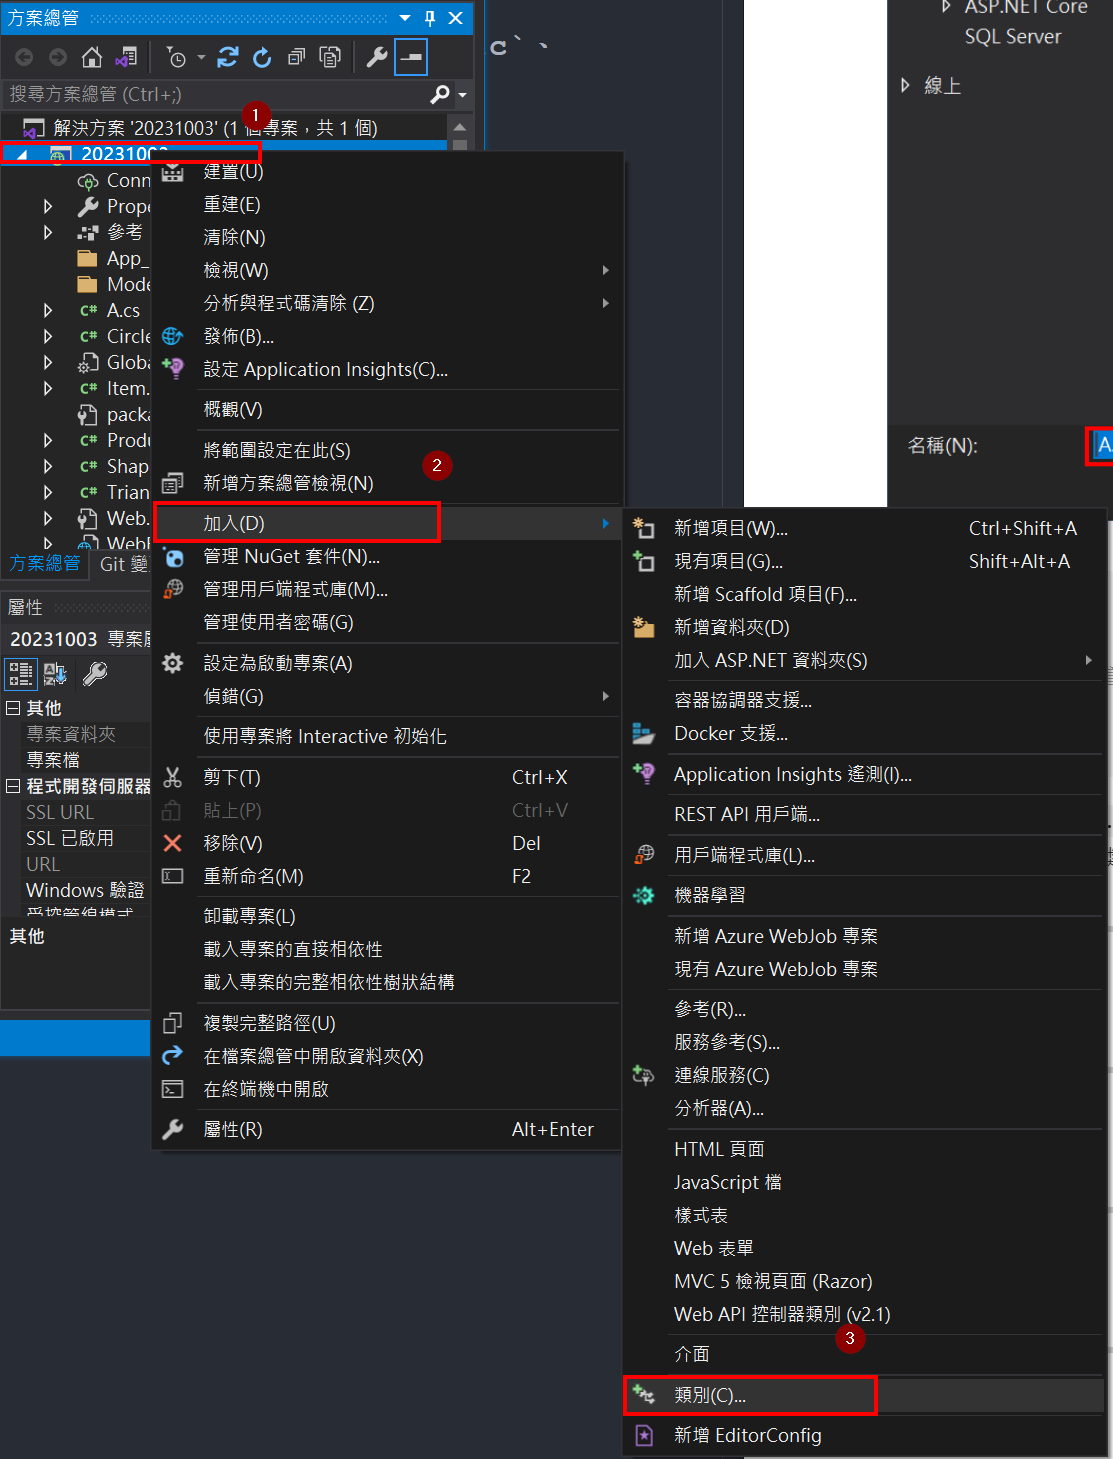 方案總管
搜尋方案總管 (Ctrl+;)
1
解決方案 '20231003' (1 個專案，共 1 個)
20231003
Conn
Prope
參考
App_
Mode
A.cs
Circle
Globa
Item.
packa
Produ
Shap
Trian
Web.
WebF
方案總管
Git 變
屬性
20231003 專案屬
其他
專案資料夾
專案檔
程式開發伺服器
SSL URL
SSL 已啟用
URL
Windows 驗證
受控管線模式
其他
建置(U)
重建(E)
清除(N)
檢視(W)
分析與程式碼清除 (Z)
發佈(B)...
設定 Application Insights(C)...
概觀(V)
將範圍設定在此(S)
2
新增方案總管檢視(N)
加入(D)
管理 NuGet 套件(N)...
管理用戶端程式庫(M)...
管理使用者密碼(G)
設定為啟動專案(A)
偵錯(G)
使用專案將 Interactive 初始化
剪下(T) Ctrl+X
貼上(P) Ctrl+V
移除(V) Del
重新命名(M) F2
卸載專案(L)
載入專案的直接相依性
載入專案的完整相依性樹狀結構
複製完整路徑(U)
在檔案總管中開啟資料夾(X)
在終端機中開啟
屬性(R) Alt+Enter
c`、
ASP.NET Core
SQL Server
線上
名稱(N): A.
新增項目(W)... Ctrl+Shift+A
現有項目(G)... Shift+Alt+A
新增 Scaffold 項目(F)...
新增資料夾(D)
加入 ASP.NET 資料夾(S)
容器協調器支援...
Docker 支援...
Application Insights 遙測(I)...
REST API 用戶端...
用戶端程式庫(L)...
機器學習
新增 Azure WebJob 專案
現有 Azure WebJob 專案
參考(R)...
服務參考(S)...
連線服務(C)
分析器(A)...
HTML 頁面
JavaScript 檔
樣式表
Web 表單
MVC 5 檢視頁面 (Razor)
Web API 控制器類別 (v2.1)
3
介面
類別(C)...
新增 EditorConfig